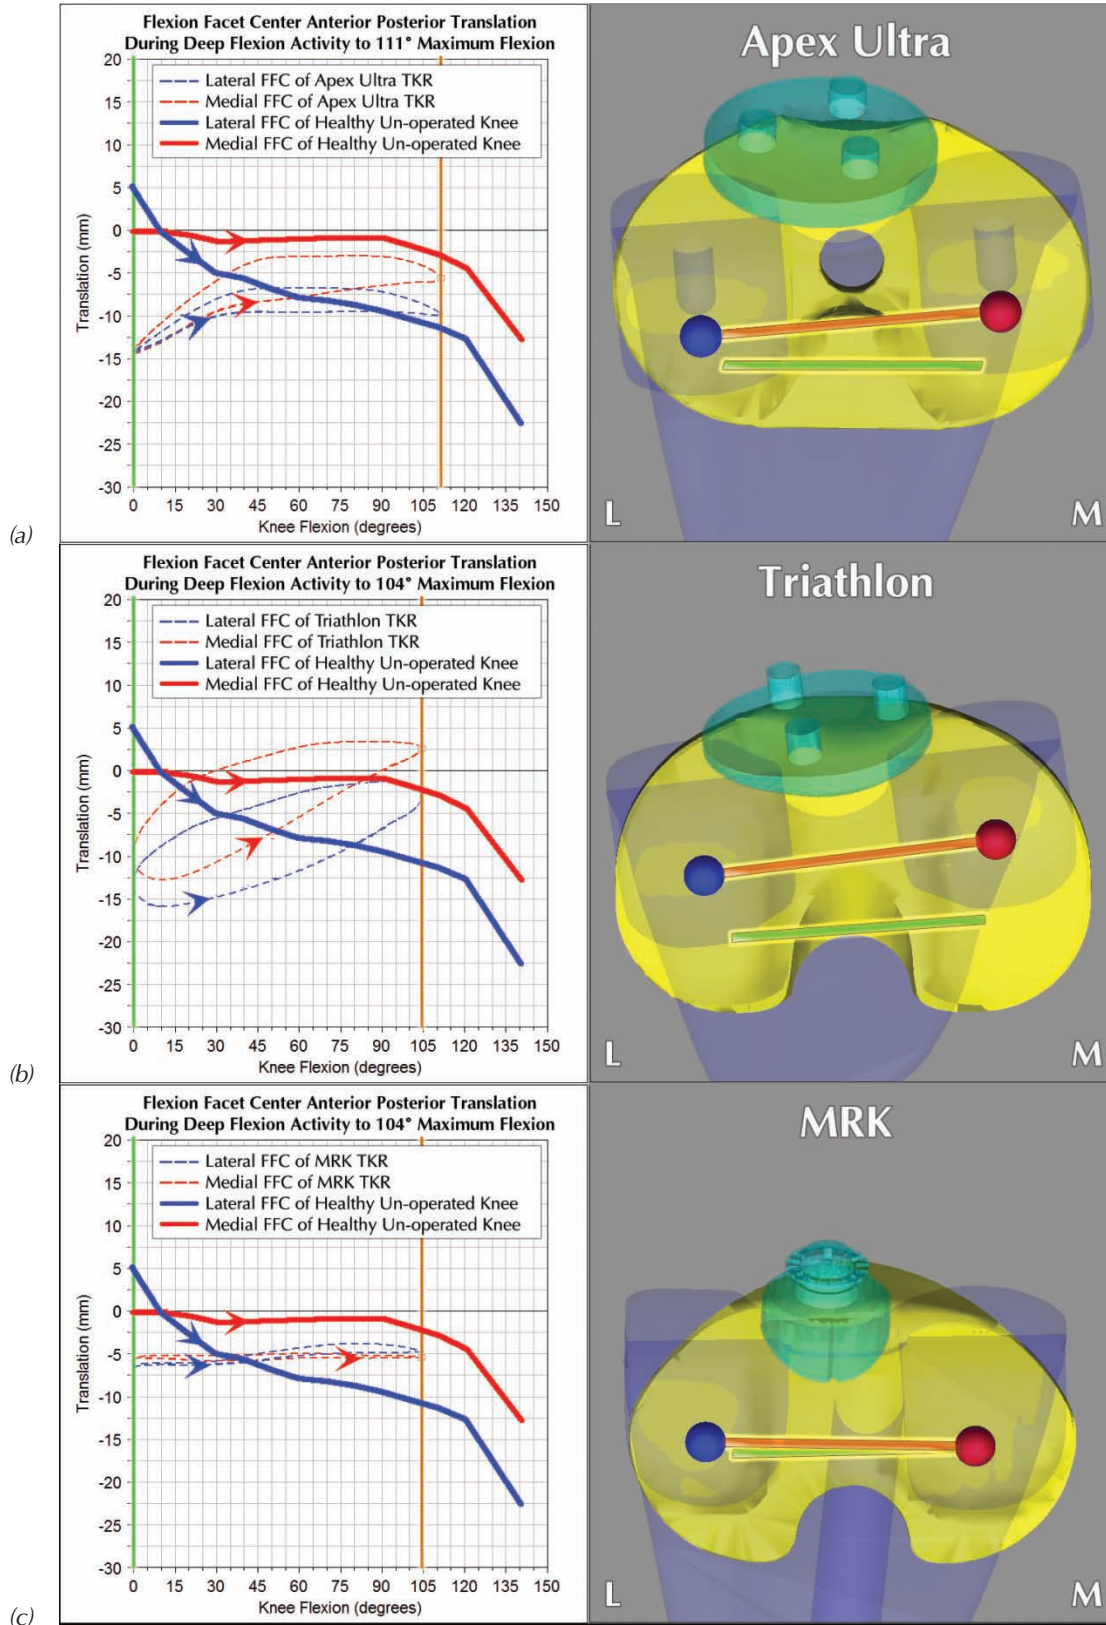 Flexion Facet Center Anterior Posterior Translation
During Deep Flexion Activity to 111° Maximum Flexion
20
15
10
5
0
-5
-10
-15
-20
-25
-30
Translation (mm)
Lateral FFC of Apex Ultra TKR
Medial FFC of Apex Ultra TKR
Lateral FFC of Healthy Un-operated Knee
Medial FFC of Healthy Un-operated Knee
0 15 30 45 60 75 90 105 120 135 150
Knee Flexion (degrees)
Apex Ultra
L M
(a)
Flexion Facet Center Anterior Posterior Translation
During Deep Flexion Activity to 104° Maximum Flexion
20
15
10
5
0
-5
-10
-15
-20
-25
-30
Translation (mm)
Lateral FFC of Triathlon TKR
Medial FFC of Triathlon TKR
Lateral FFC of Healthy Un-operated Knee
Medial FFC of Healthy Un-operated Knee
0 15 30 45 60 75 90 105 120 135 150
Knee Flexion (degrees)
Triathlon
L M
(b)
Flexion Facet Center Anterior Posterior Translation
During Deep Flexion Activity to 104° Maximum Flexion
20
15
10
5
0
-5
-10
-15
-20
-25
-30
Translation (mm)
Lateral FFC of MRK TKR
Medial FFC of MRK TKR
Lateral FFC of Healthy Un-operated Knee
Medial FFC of Healthy Un-operated Knee
0 15 30 45 60 75 90 105 120 135 150
Knee Flexion (degrees)
MRK
L M
(c)